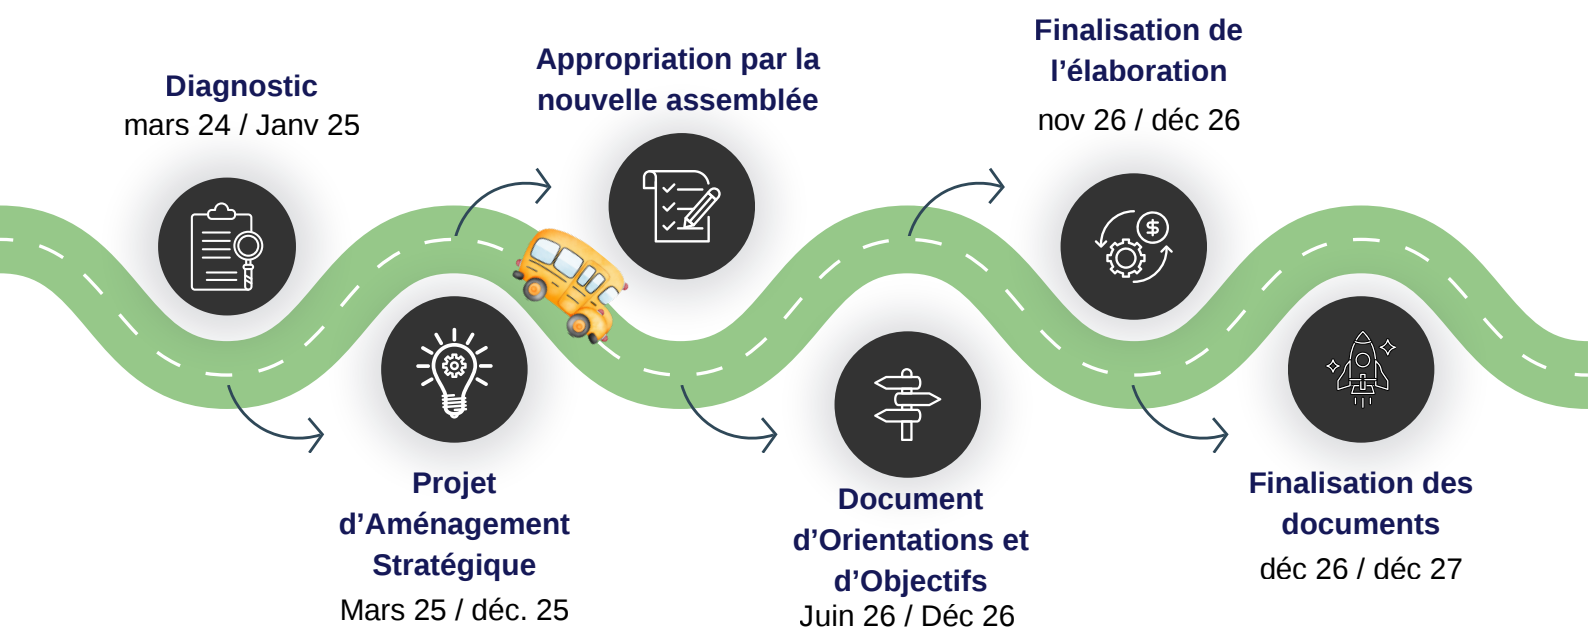 Diagnostic
mars 24 / Janv 25
Projet
d’Aménagement
Stratégique
Mars 25 / déc. 25
Appropriation par la
nouvelle assemblée
Document
d’Orientations et
d’Objectifs
Juin 26 / Déc 26
Finalisation de
l’élaboration
nov 26 / déc 26
Finalisation des
documents
déc 26 / déc 27